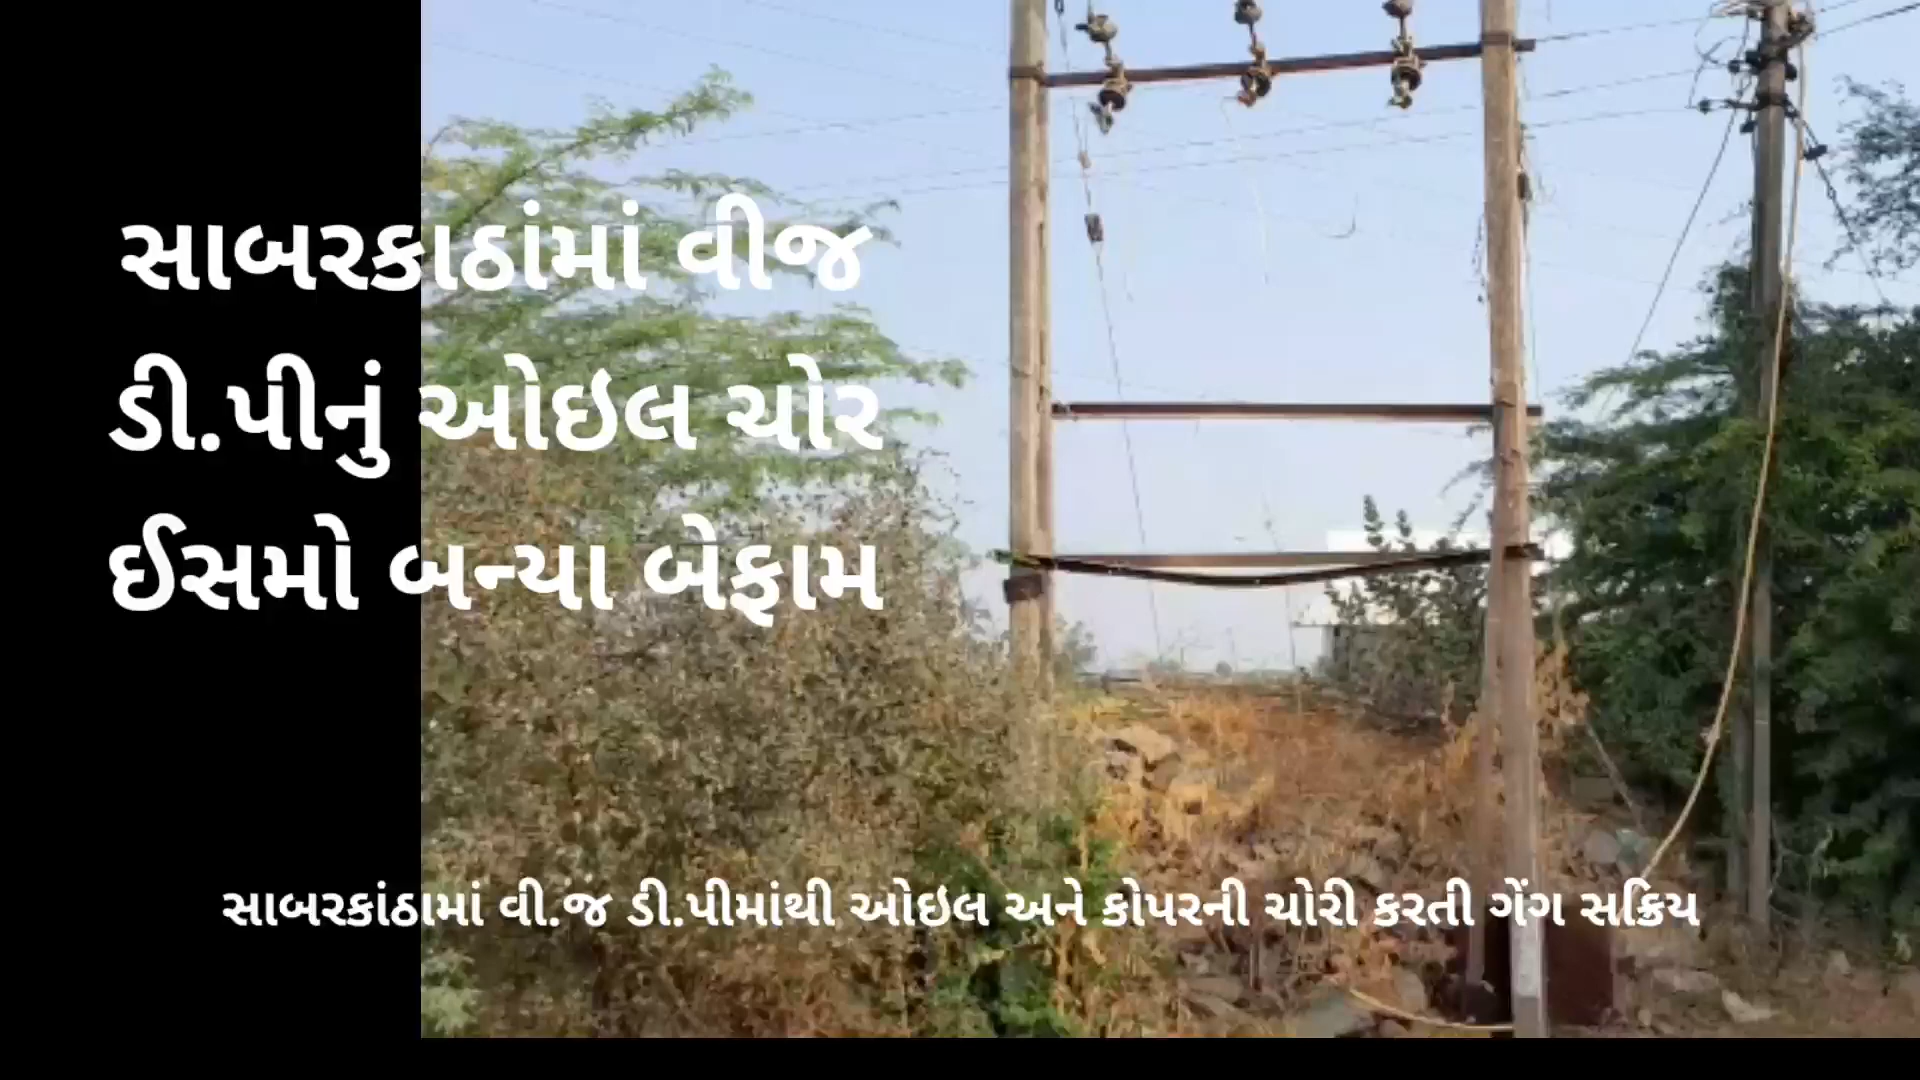 સાબરકાઠાંમાં વીજ
ડી.પીનું ઓઇલ ચોર
ઈસમો બન્યા બેફામ
સાબરકાંઠામાં વી.જ ડી.પીમાંથી ઓઇલ અને કોપરની ચોરી કરતી ગેંગ સક્રિય